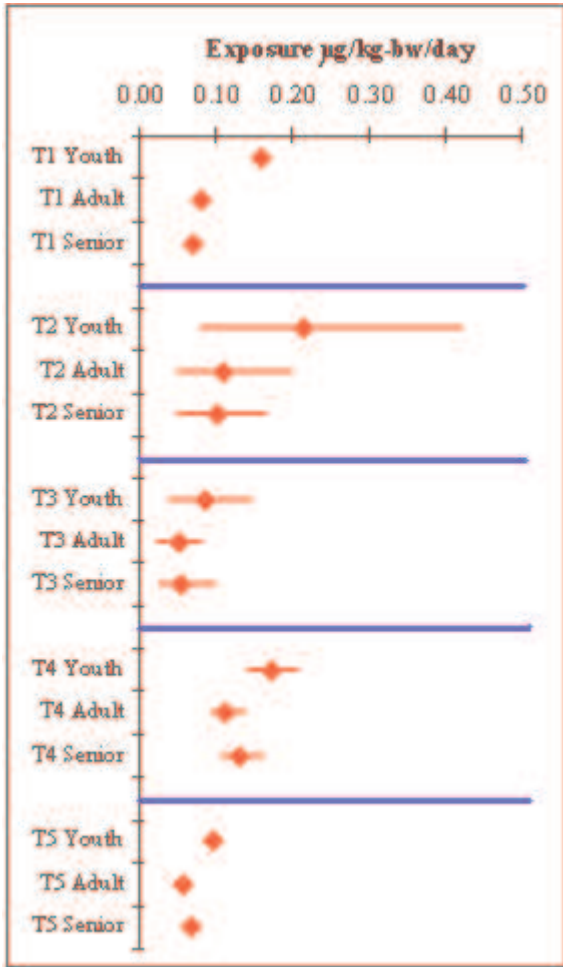 Exposure µg/kg-bw/day
0.00 0.10 0.20 0.30 0.40 0.50
T1 Youth
T1 Adult
T1 Senior
T2 Youth
T2 Adult
T2 Senior
T3 Youth
T3 Adult
T3 Senior
T4 Youth
T4 Adult
T4 Senior
T5 Youth
T5 Adult
T5 Senior